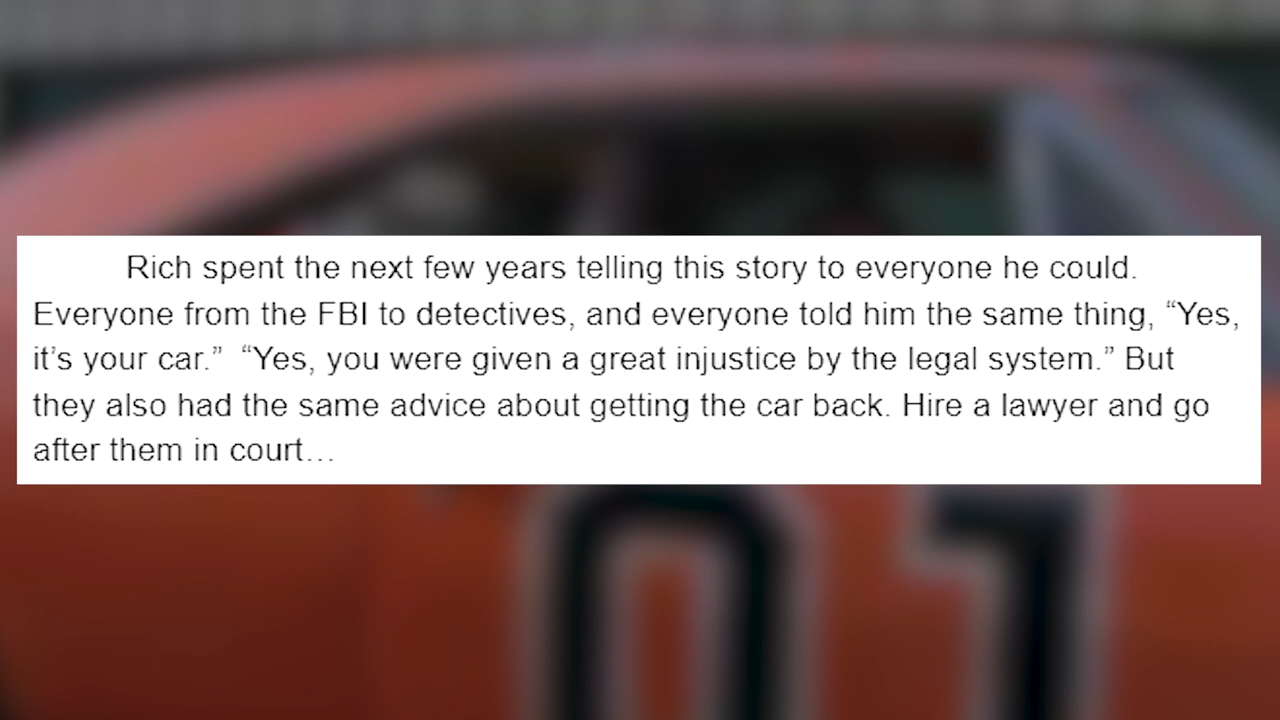 Rich spent the next few years telling this story to everyone he could.
Everyone from the FBI to detectives, and everyone told him the same thing, “Yes,
it’s your car.”  “Yes, you were given a great injustice by the legal system.” But
they also had the same advice about getting the car back. Hire a lawyer and go
after them in court…
01